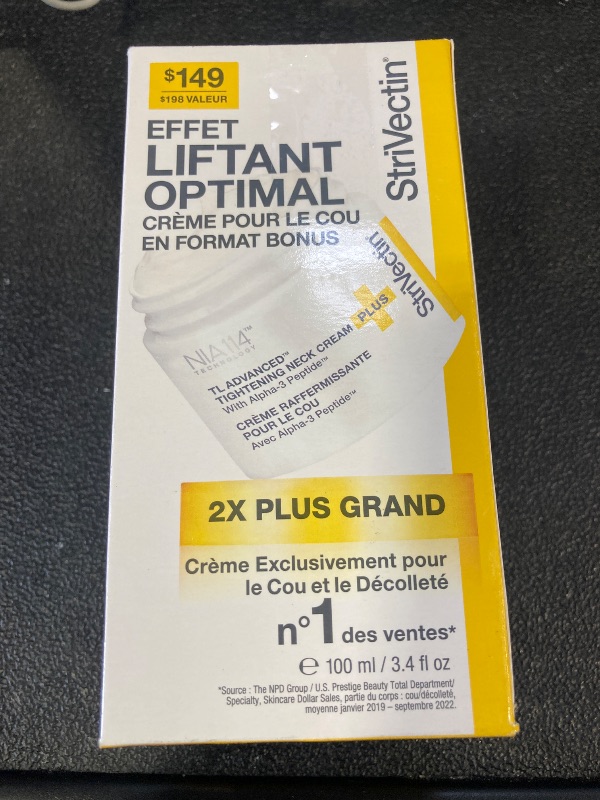 $149
$198 VALEUR
StriVectin®
EFFET
LIFTANT
OPTIMAL
CRÈME POUR LE COU
EN FORMAT BONUS
StriVectin
NIA114™
TECHNOLOGY
TL ADVANCED™
TIGHTENING NECK CREAM PLUS
With Alpha-3 Peptide™
CRÈME RAFFERMISSANTE
POUR LE COU
Avec Alpha-3 Peptide™
2X PLUS GRAND
Crème Exclusivement pour
le Cou et le Décolleté
n°1 des ventes*
℮ 100 ml / 3.4 fl oz
*Source : The NPD Group / U.S. Prestige Beauty Total Department/
Specialty, Skincare Dollar Sales, partie du corps : cou/décolleté,
moyenne janvier 2019 – septembre 2022.